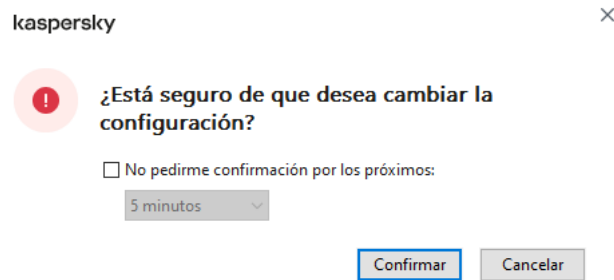 kaspersky
¿Está seguro de que desea cambiar la
configuración?
No pedirme confirmación por los próximos:
5 minutos
Confirmar
Cancelar